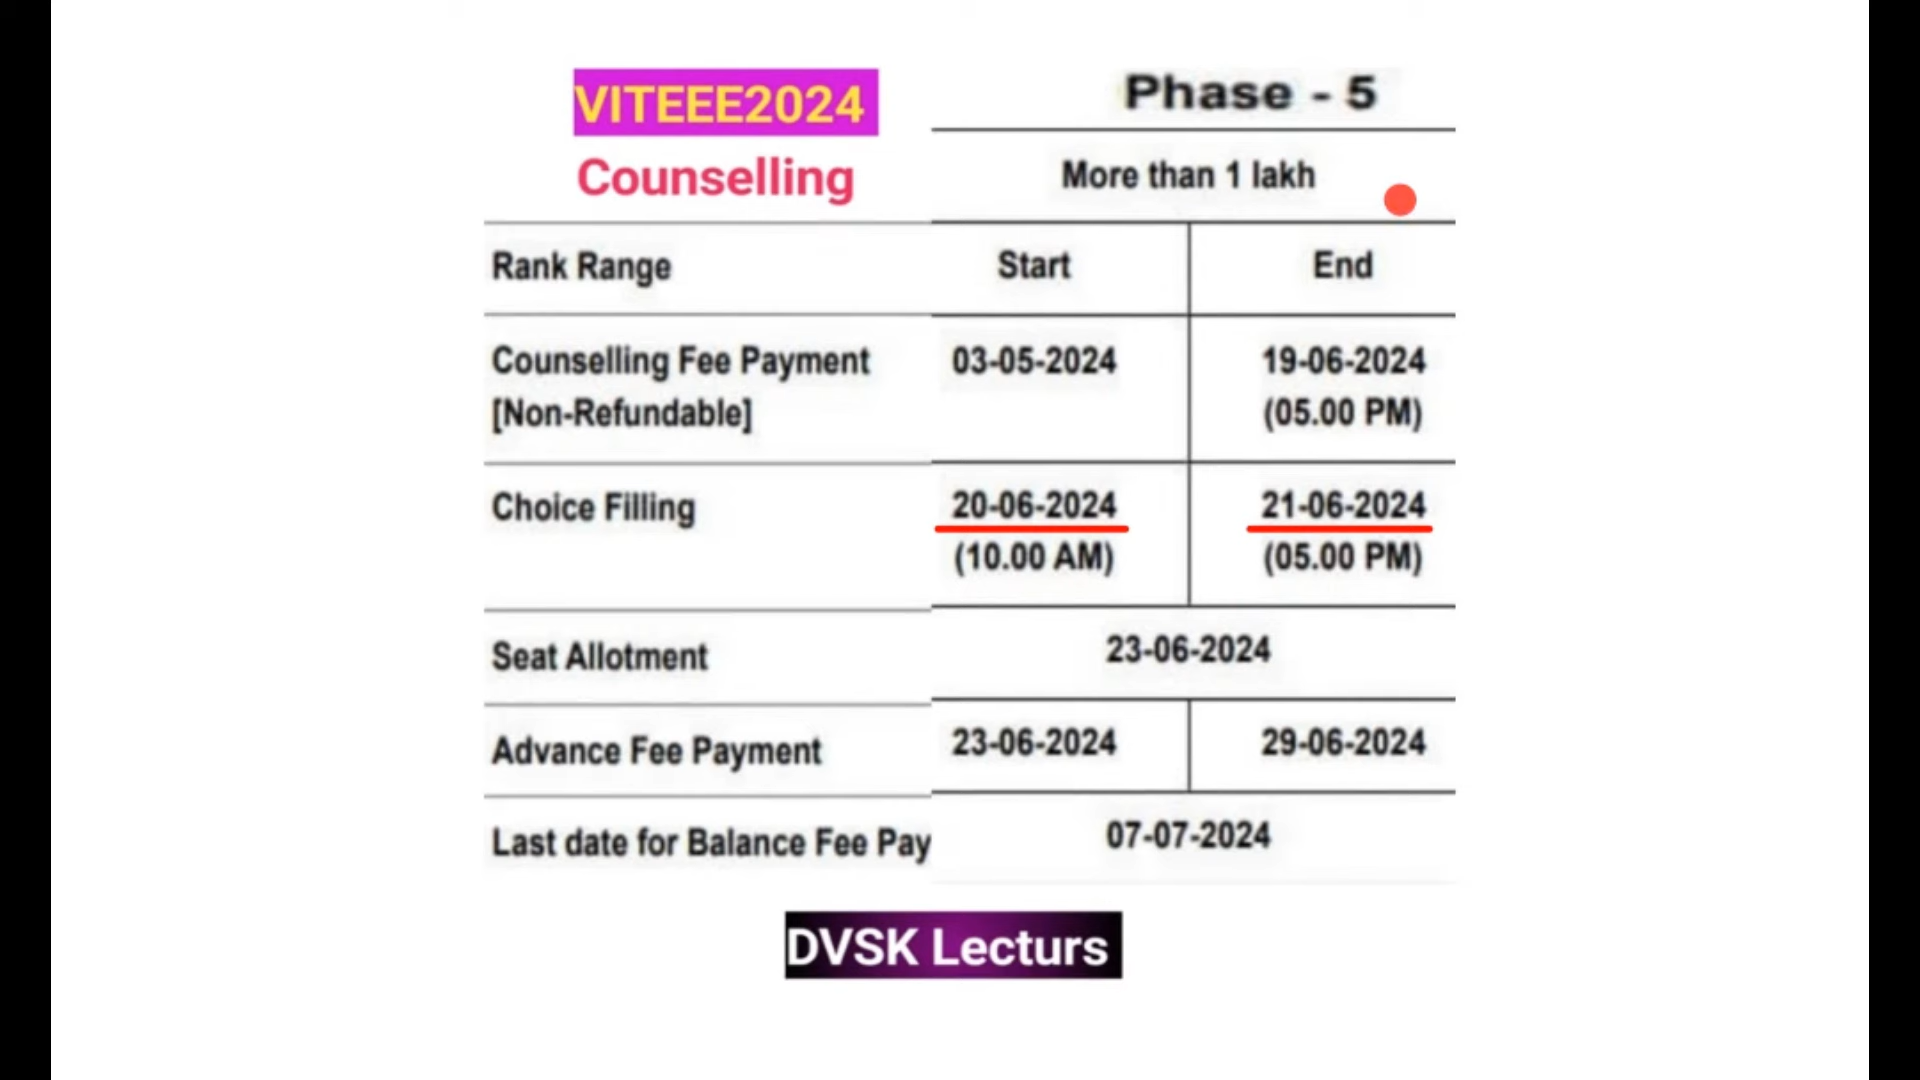 VITEEE2024
Counselling
Phase - 5
More than 1 lakh
Rank Range Start End
Counselling Fee Payment 03-05-2024 19-06-2024
[Non-Refundable] (05.00 PM)
Choice Filling 20-06-2024 21-06-2024
(10.00 AM) (05.00 PM)
Seat Allotment 23-06-2024
Advance Fee Payment 23-06-2024 29-06-2024
Last date for Balance Fee Pay 07-07-2024
DVSK Lecturs